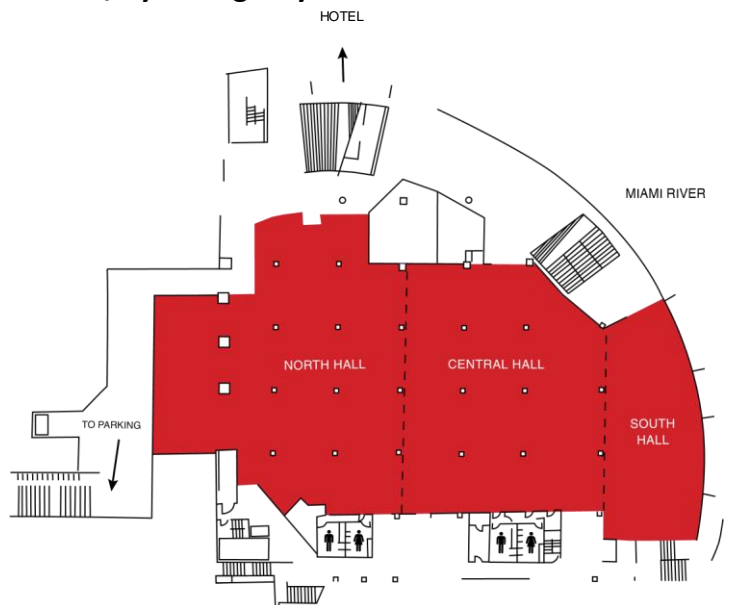 HOTEL
MIAMI RIVER
NORTH HALL
CENTRAL HALL
TO PARKING
SOUTH
HALL